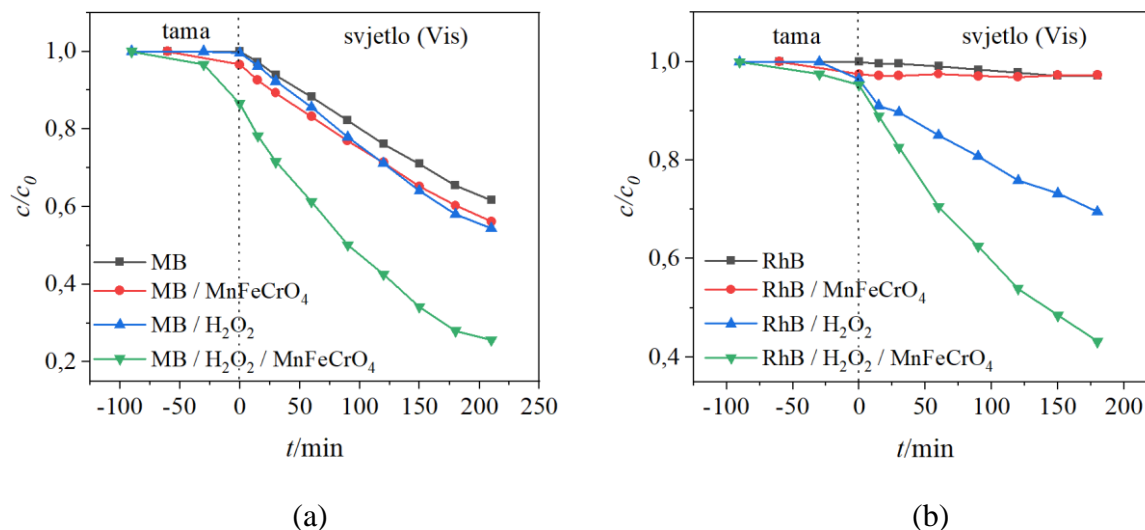 tama svjetlo (Vis)
1,0
0,8
0,6
0,4
0,2
c/c₀
MB
MB / MnFeCrO₄
MB / H₂O₂
MB / H₂O₂ / MnFeCrO₄
-100 -50 0 50 100 150 200 250
t/min
(a)
tama svjetlo (Vis)
1,0
0,8
0,6
0,4
c/c₀
RhB
RhB / MnFeCrO₄
RhB / H₂O₂
RhB / H₂O₂ / MnFeCrO₄
-100 -50 0 50 100 150 200
t/min
(b)